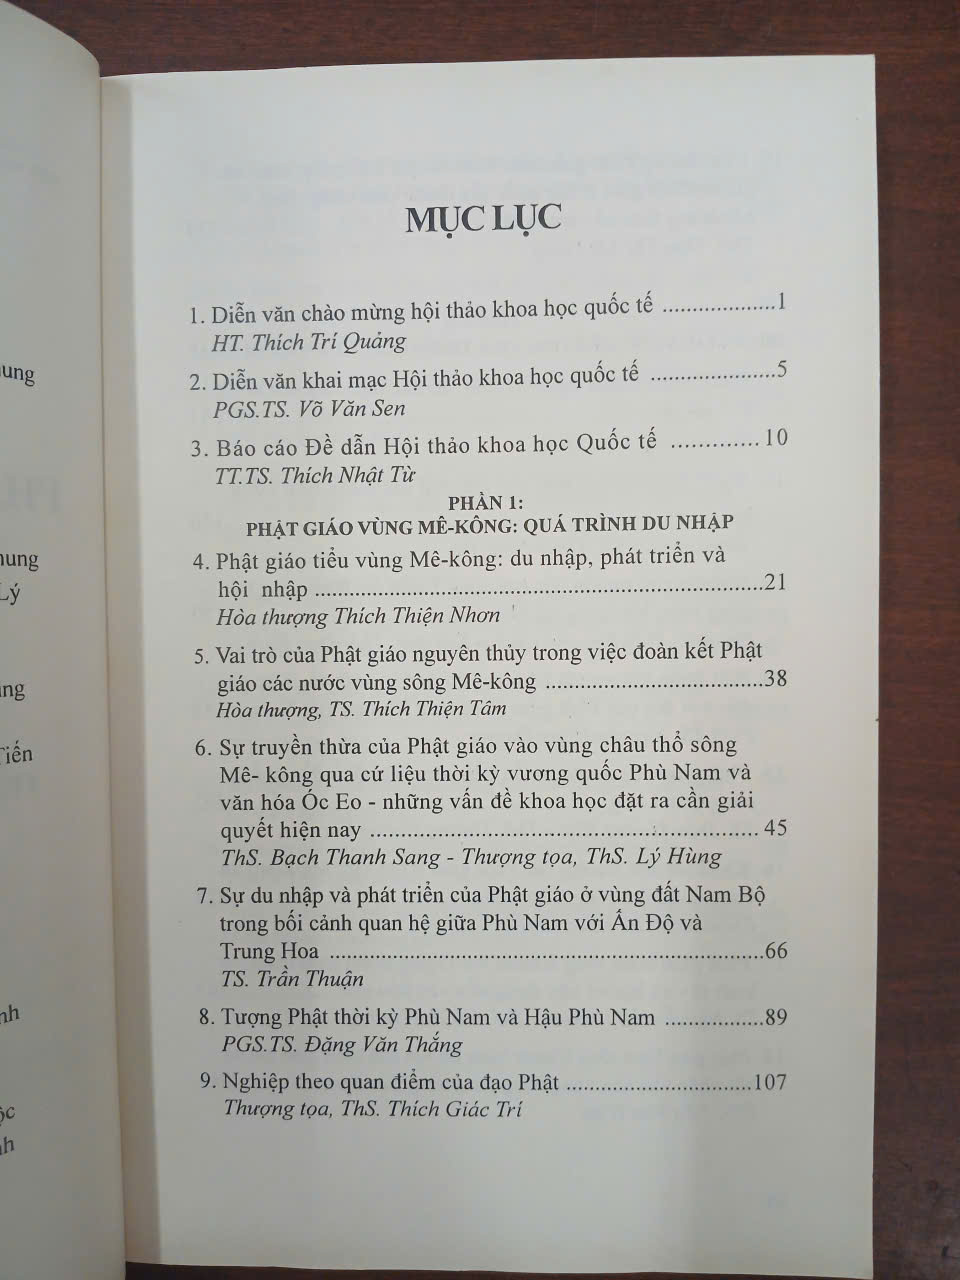 ung
hung
Lý
ng
Tiến
nh
ộc
nh
MỤC LỤC
1. Diễn văn chào mừng hội thảo khoa học quốc tế ...................1
HT. Thích Trí Quảng
2. Diễn văn khai mạc Hội thảo khoa học quốc tế .....................5
PGS.TS. Võ Văn Sen
3. Báo cáo Đề dẫn Hội thảo khoa học Quốc tế ............. 10
TT.TS. Thích Nhật Từ
PHẦN 1:
PHẬT GIÁO VÙNG MÊ-KÔNG: QUÁ TRÌNH DU NHẬP
4. Phật giáo tiểu vùng Mê-kông: du nhập, phát triển và
hội nhập ....................................................................21
Hòa thượng Thích Thiện Nhơn
5. Vai trò của Phật giáo nguyên thủy trong việc đoàn kết Phật
giáo các nước vùng sông Mê-kông .................................38
Hòa thượng, TS. Thích Thiện Tâm
6. Sự truyền thừa của Phật giáo vào vùng châu thổ sông
Mê- kông qua cứ liệu thời kỳ vương quốc Phù Nam và
văn hóa Óc Eo - những vấn đề khoa học đặt ra cần giải
quyết hiện nay .......................................................... 45
ThS. Bạch Thanh Sang - Thượng tọa, ThS. Lý Hùng
7. Sự du nhập và phát triển của Phật giáo ở vùng đất Nam Bộ
trong bối cảnh quan hệ giữa Phù Nam với Ấn Độ và
Trung Hoa ..................................................................66
TS. Trần Thuận
8. Tượng Phật thời kỳ Phù Nam và Hậu Phù Nam .................89
PGS.TS. Đặng Văn Thắng
9. Nghiệp theo quan điểm của đạo Phật ............................107
Thượng tọa, ThS. Thích Giác Trí